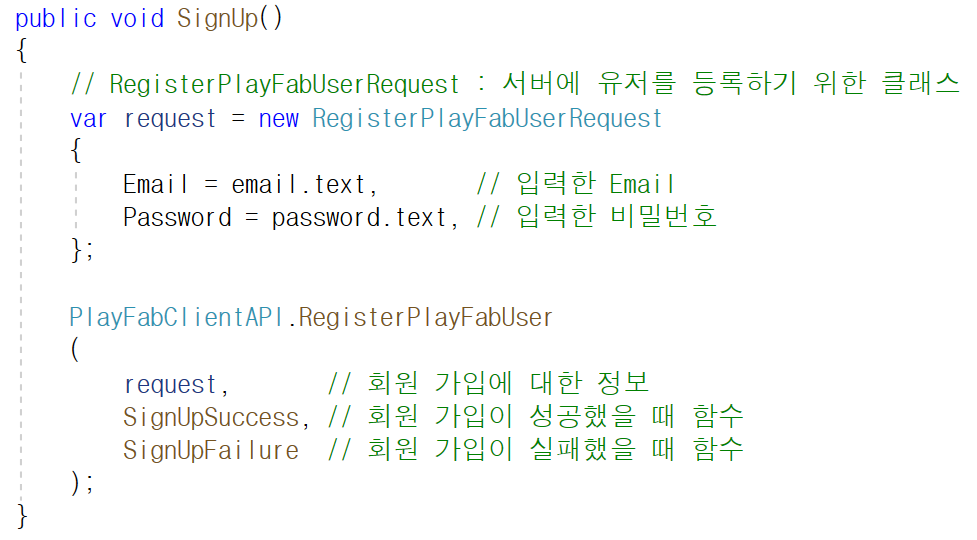 public void SignUp()
{
    // RegisterPlayFabUserRequest : 서버에 유저를 등록하기 위한 클래스
    var request = new RegisterPlayFabUserRequest
    {
        Email = email.text,       // 입력한 Email
        Password = password.text, // 입력한 비밀번호
    };

    PlayFabClientAPI.RegisterPlayFabUser
    (
        request,       // 회원 가입에 대한 정보
        SignUpSuccess, // 회원 가입이 성공했을 때 함수
        SignUpFailure  // 회원 가입이 실패했을 때 함수
    );
}